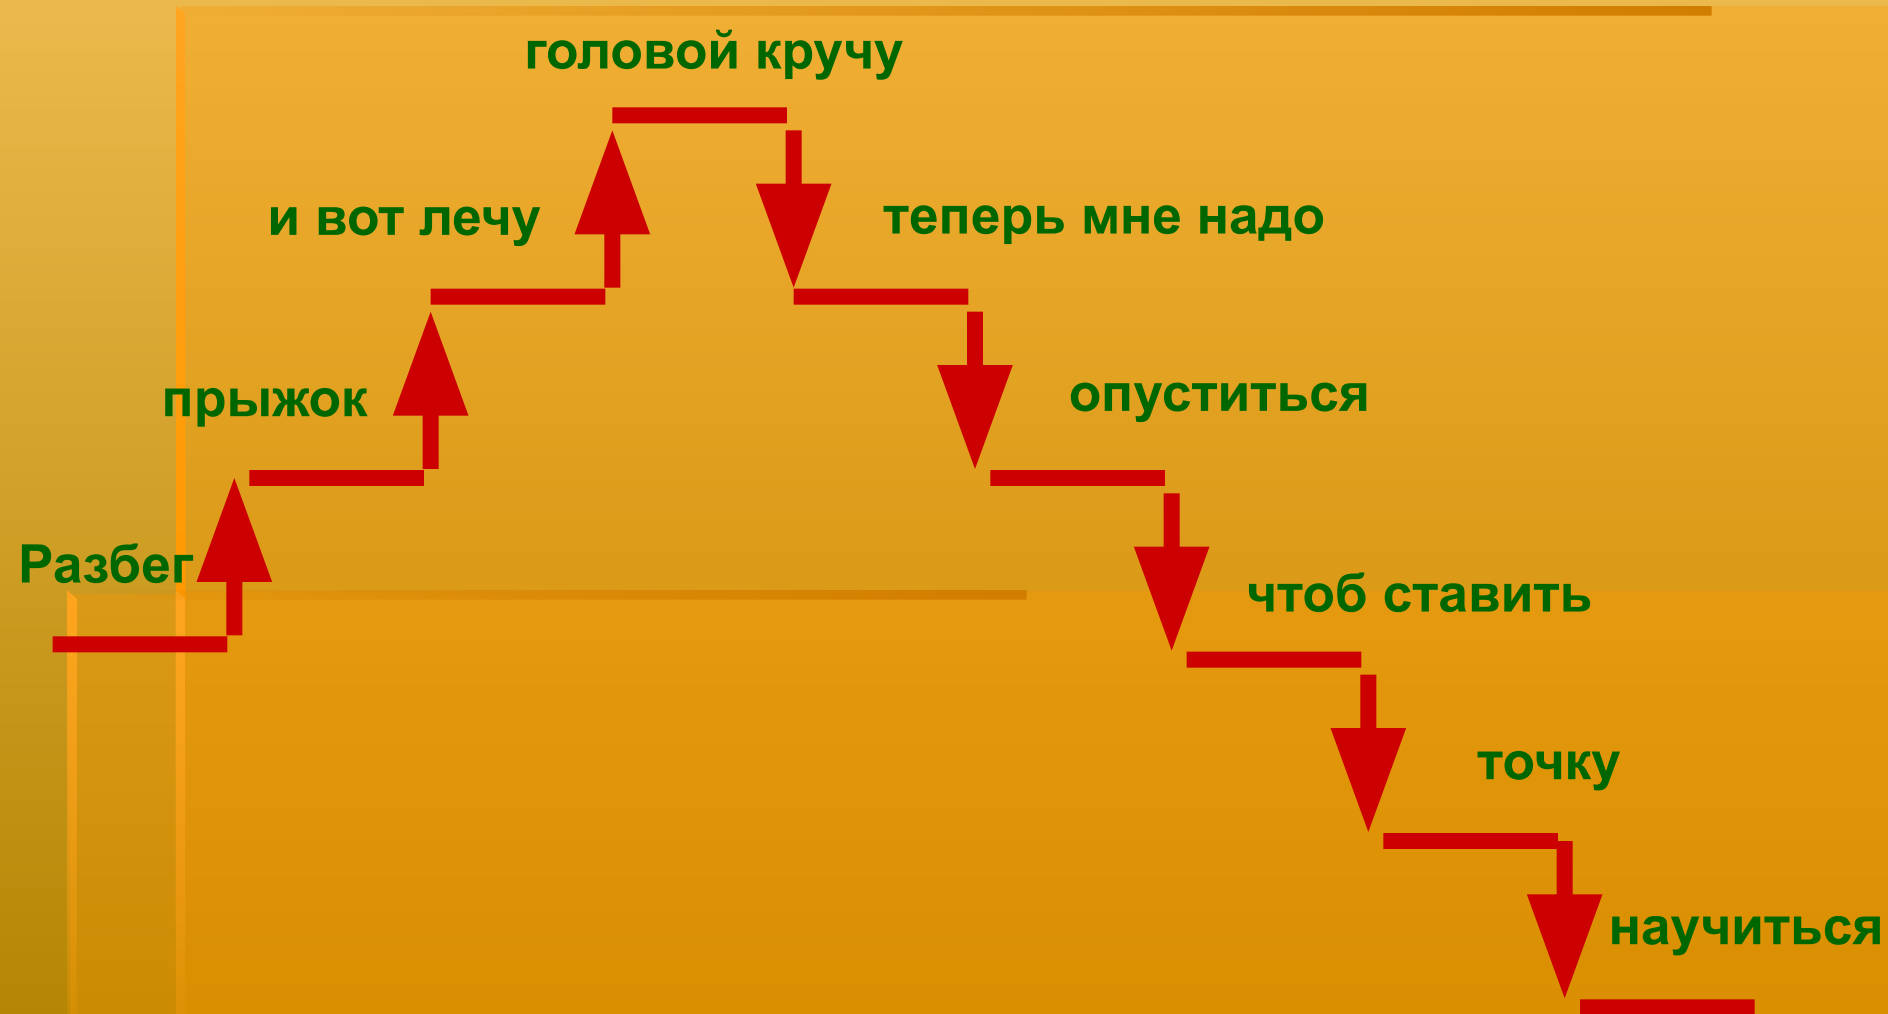 Разбег
прыжок
и вот лечу
головой кручу
теперь мне надо
опуститься
чтоб ставить
точку
научиться